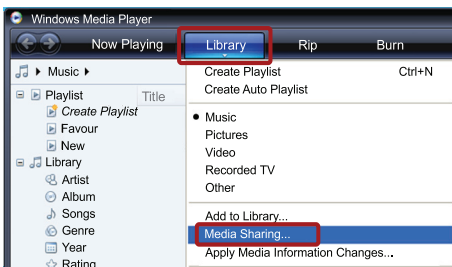 Windows Media Player
Now Playing Library Rip Burn
Music
Playlist
Title
Create Playlist
Favour
New
Library
Artist
Album
Songs
Genre
Year
Rating
Create Playlist Ctrl+N
Create Auto Playlist
Music
Pictures
Video
Recorded TV
Other
Add to Library...
Media Sharing...
Apply Media Information Changes...